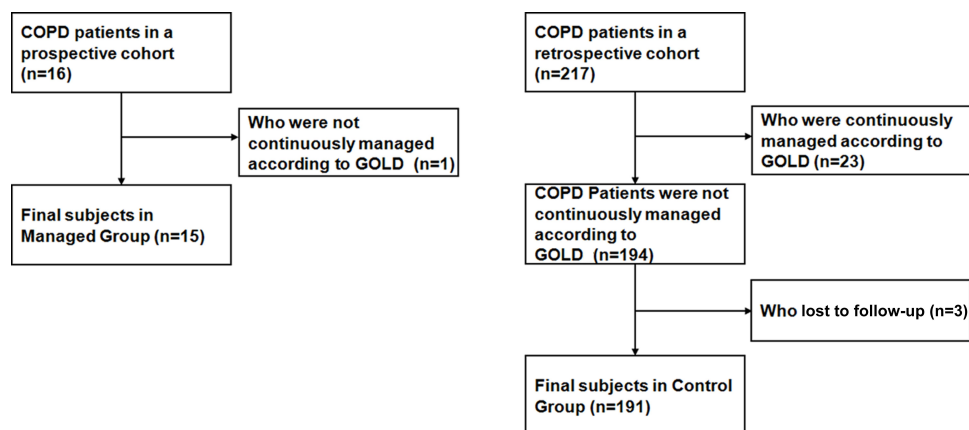 COPD patients in a
prospective cohort
(n=16)
Who were not
continuously managed
according to GOLD (n=1)
Final subjects in
Managed Group (n=15)
COPD patients in a
retrospective cohort
(n=217)
Who were continuously
managed according to
GOLD (n=23)
COPD Patients were not
continuously managed
according to
GOLD (n=194)
Who lost to follow-up (n=3)
Final subjects in Control
Group (n=191)